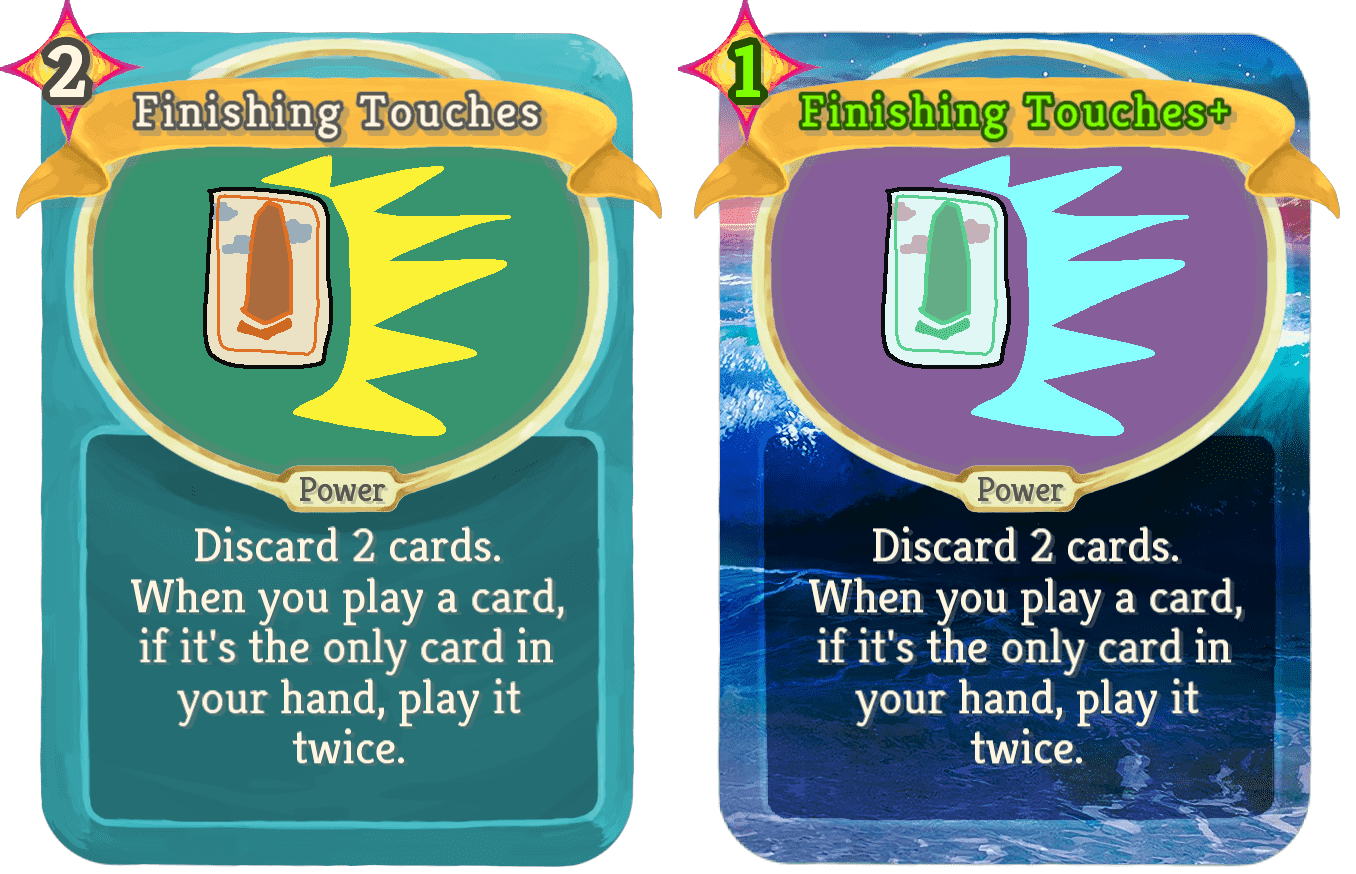 2
Finishing Touches
Power
Discard 2 cards.
When you play a card,
if it's the only card in
your hand, play it
twice.
1
Finishing Touches+
Power
Discard 2 cards.
When you play a card,
if it's the only card in
your hand, play it
twice.